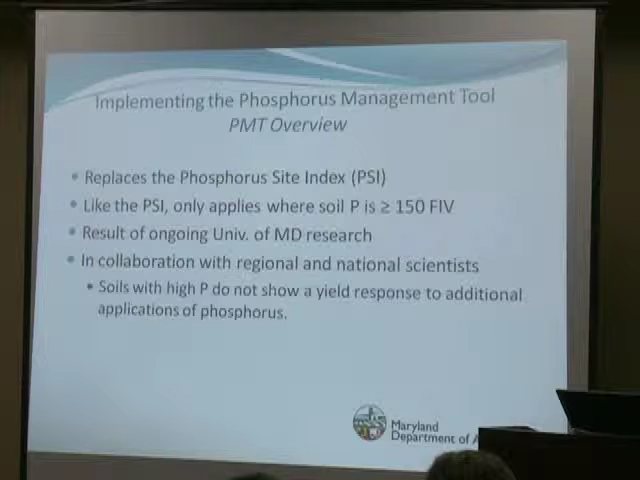 Implementing the Phosphorus Management Tool
PMT Overview
• Replaces the Phosphorus Site Index (PSI)
• Like the PSI, only applies where soil P is ≥ 150 FIV
• Result of ongoing Univ. of MD research
• In collaboration with regional and national scientists
• Soils with high P do not show a yield response to additional
applications of phosphorus.
Maryland
Department of